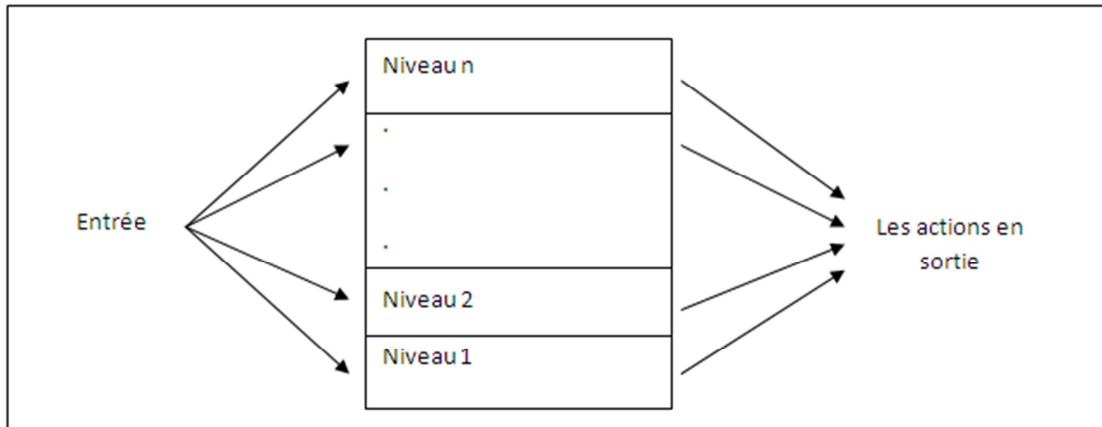 Niveau n
.
.
.
Entrée
Niveau 2
Niveau 1
Les actions en
sortie